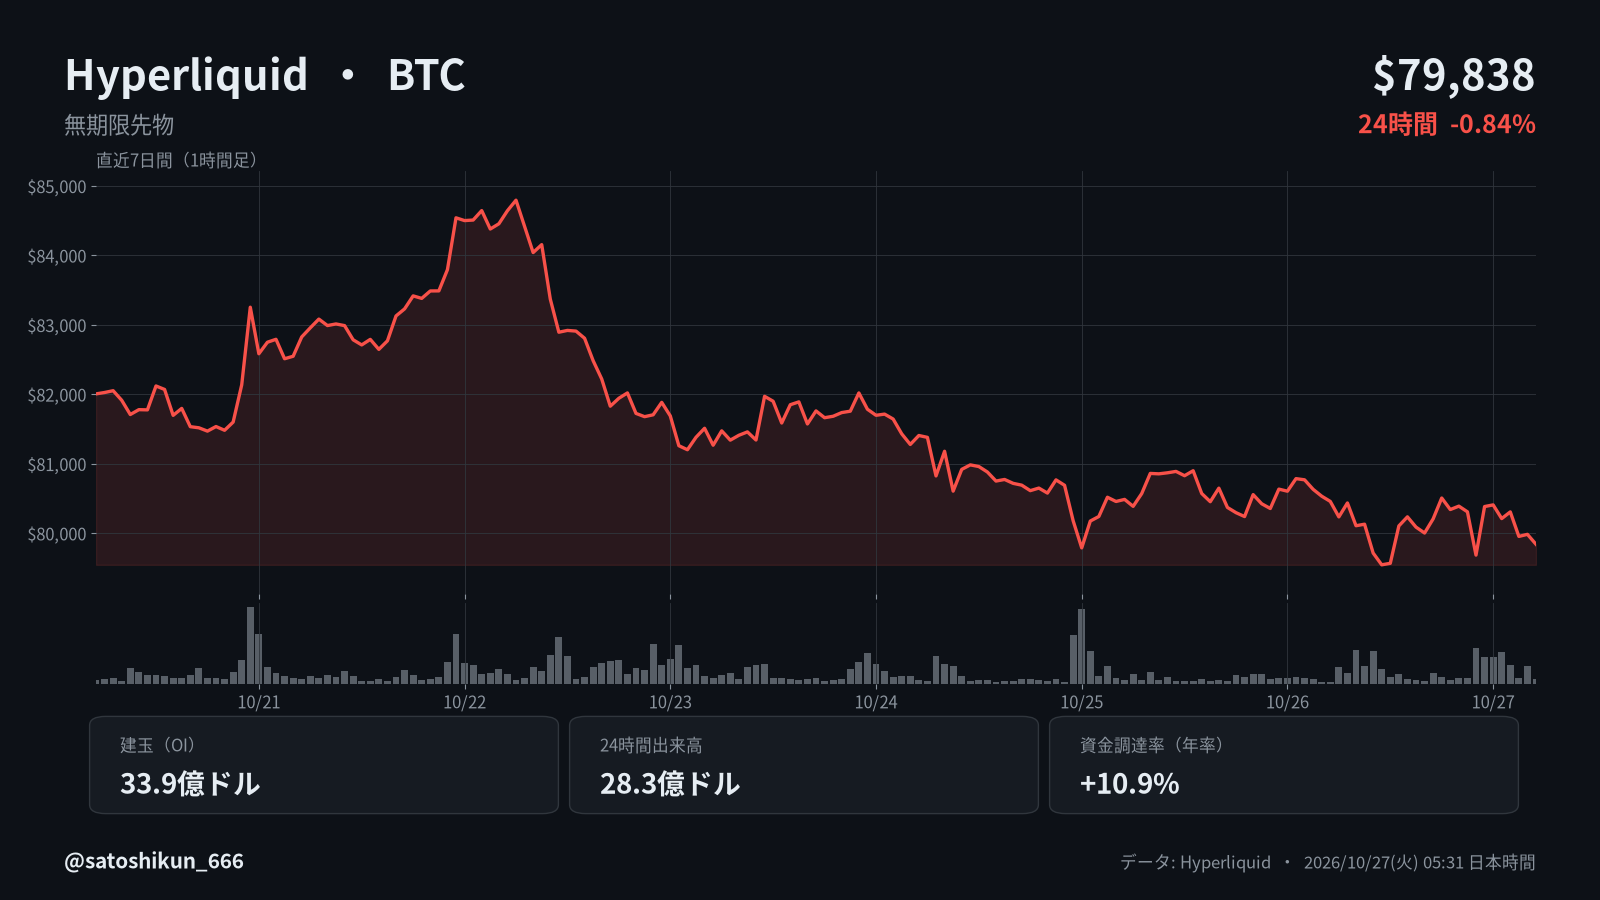 Hyperliquid ・ BTC
$79,838
無期限先物
24時間 -0.84%
直近7日間（1時間足）
$85,000
$84,000
$83,000
$82,000
$81,000
$80,000
10/21
10/22
10/23
10/24
10/25
10/26
10/27
建玉（OI）
33.9億ドル
24時間出来高
28.3億ドル
資金調達率（年率）
+10.9%
@satoshikun_666
データ: Hyperliquid ・ 2026/10/27(火) 05:31 日本時間